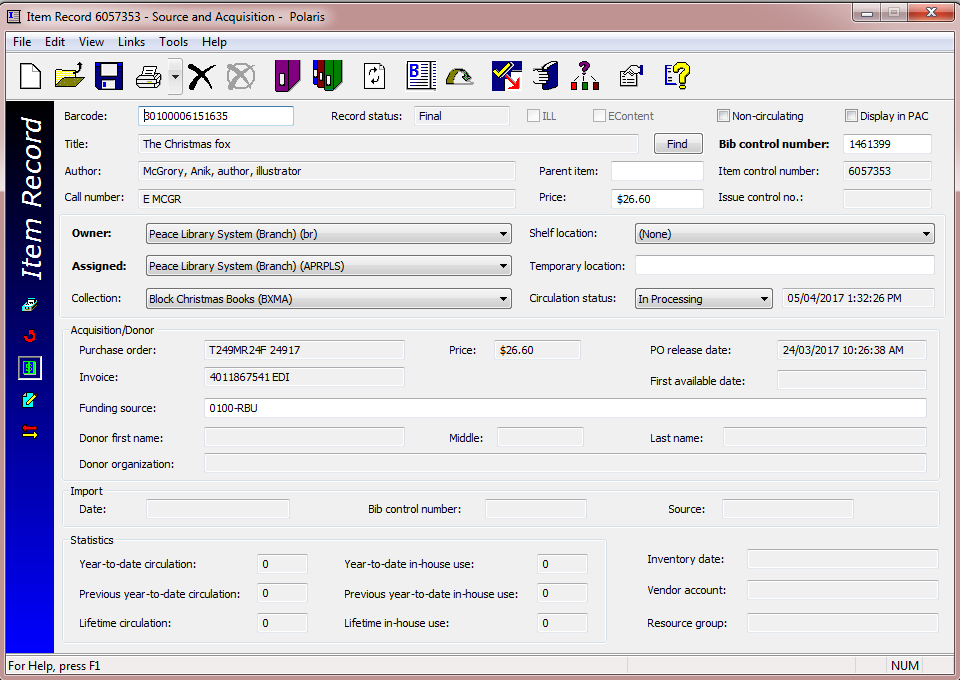 Item Record 6057353 - Source and Acquisition - Polaris
File Edit View Links Tools Help
Item Record
Barcode: 30100006151635 Record status: Final ILL EContent Non-circulating Display in PAC
Title: The Christmas fox Find Bib control number: 1461399
Author: McGrory, Anik, author, illustrator Parent item: Item control number: 6057353
Call number: E MCGR Price: $26.60 Issue control no.:
Owner: Peace Library System (Branch) (br) Shelf location: (None)
Assigned: Peace Library System (Branch) (APRPLS) Temporary location:
Collection: Block Christmas Books (BXMA) Circulation status: In Processing 05/04/2017 1:32:26 PM
Acquisition/Donor
Purchase order: T249MR24F 24917 Price: $26.60 PO release date: 24/03/2017 10:26:38 AM
Invoice: 4011867541 EDI First available date:
Funding source: 0100-RBU
Donor first name: Middle: Last name:
Donor organization:
Import
Date: Bib control number: Source:
Statistics
Year-to-date circulation: 0 Year-to-date in-house use: 0 Inventory date:
Previous year-to-date circulation: 0 Previous year-to-date in-house use: 0 Vendor account:
Lifetime circulation: 0 Lifetime in-house use: 0 Resource group:
For Help, press F1 NUM